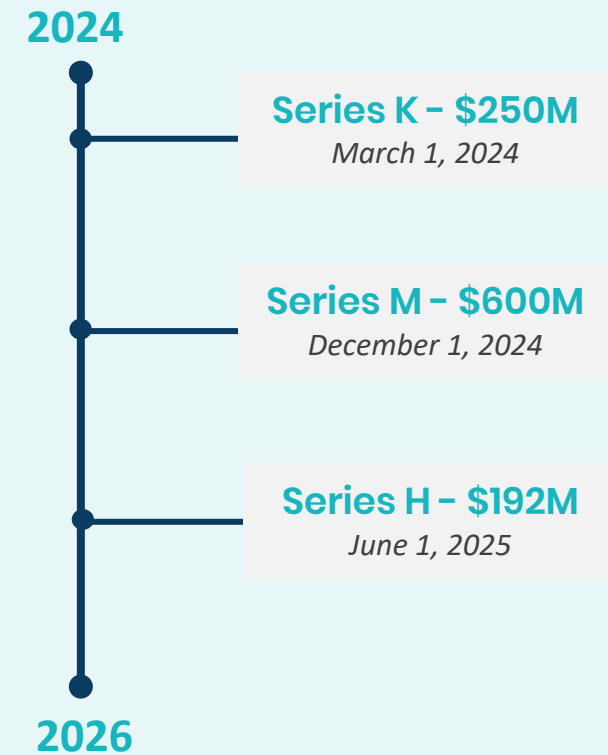 2024
Series K – $250M
March 1, 2024
Series M – $600M
December 1, 2024
Series H – $192M
June 1, 2025
2026